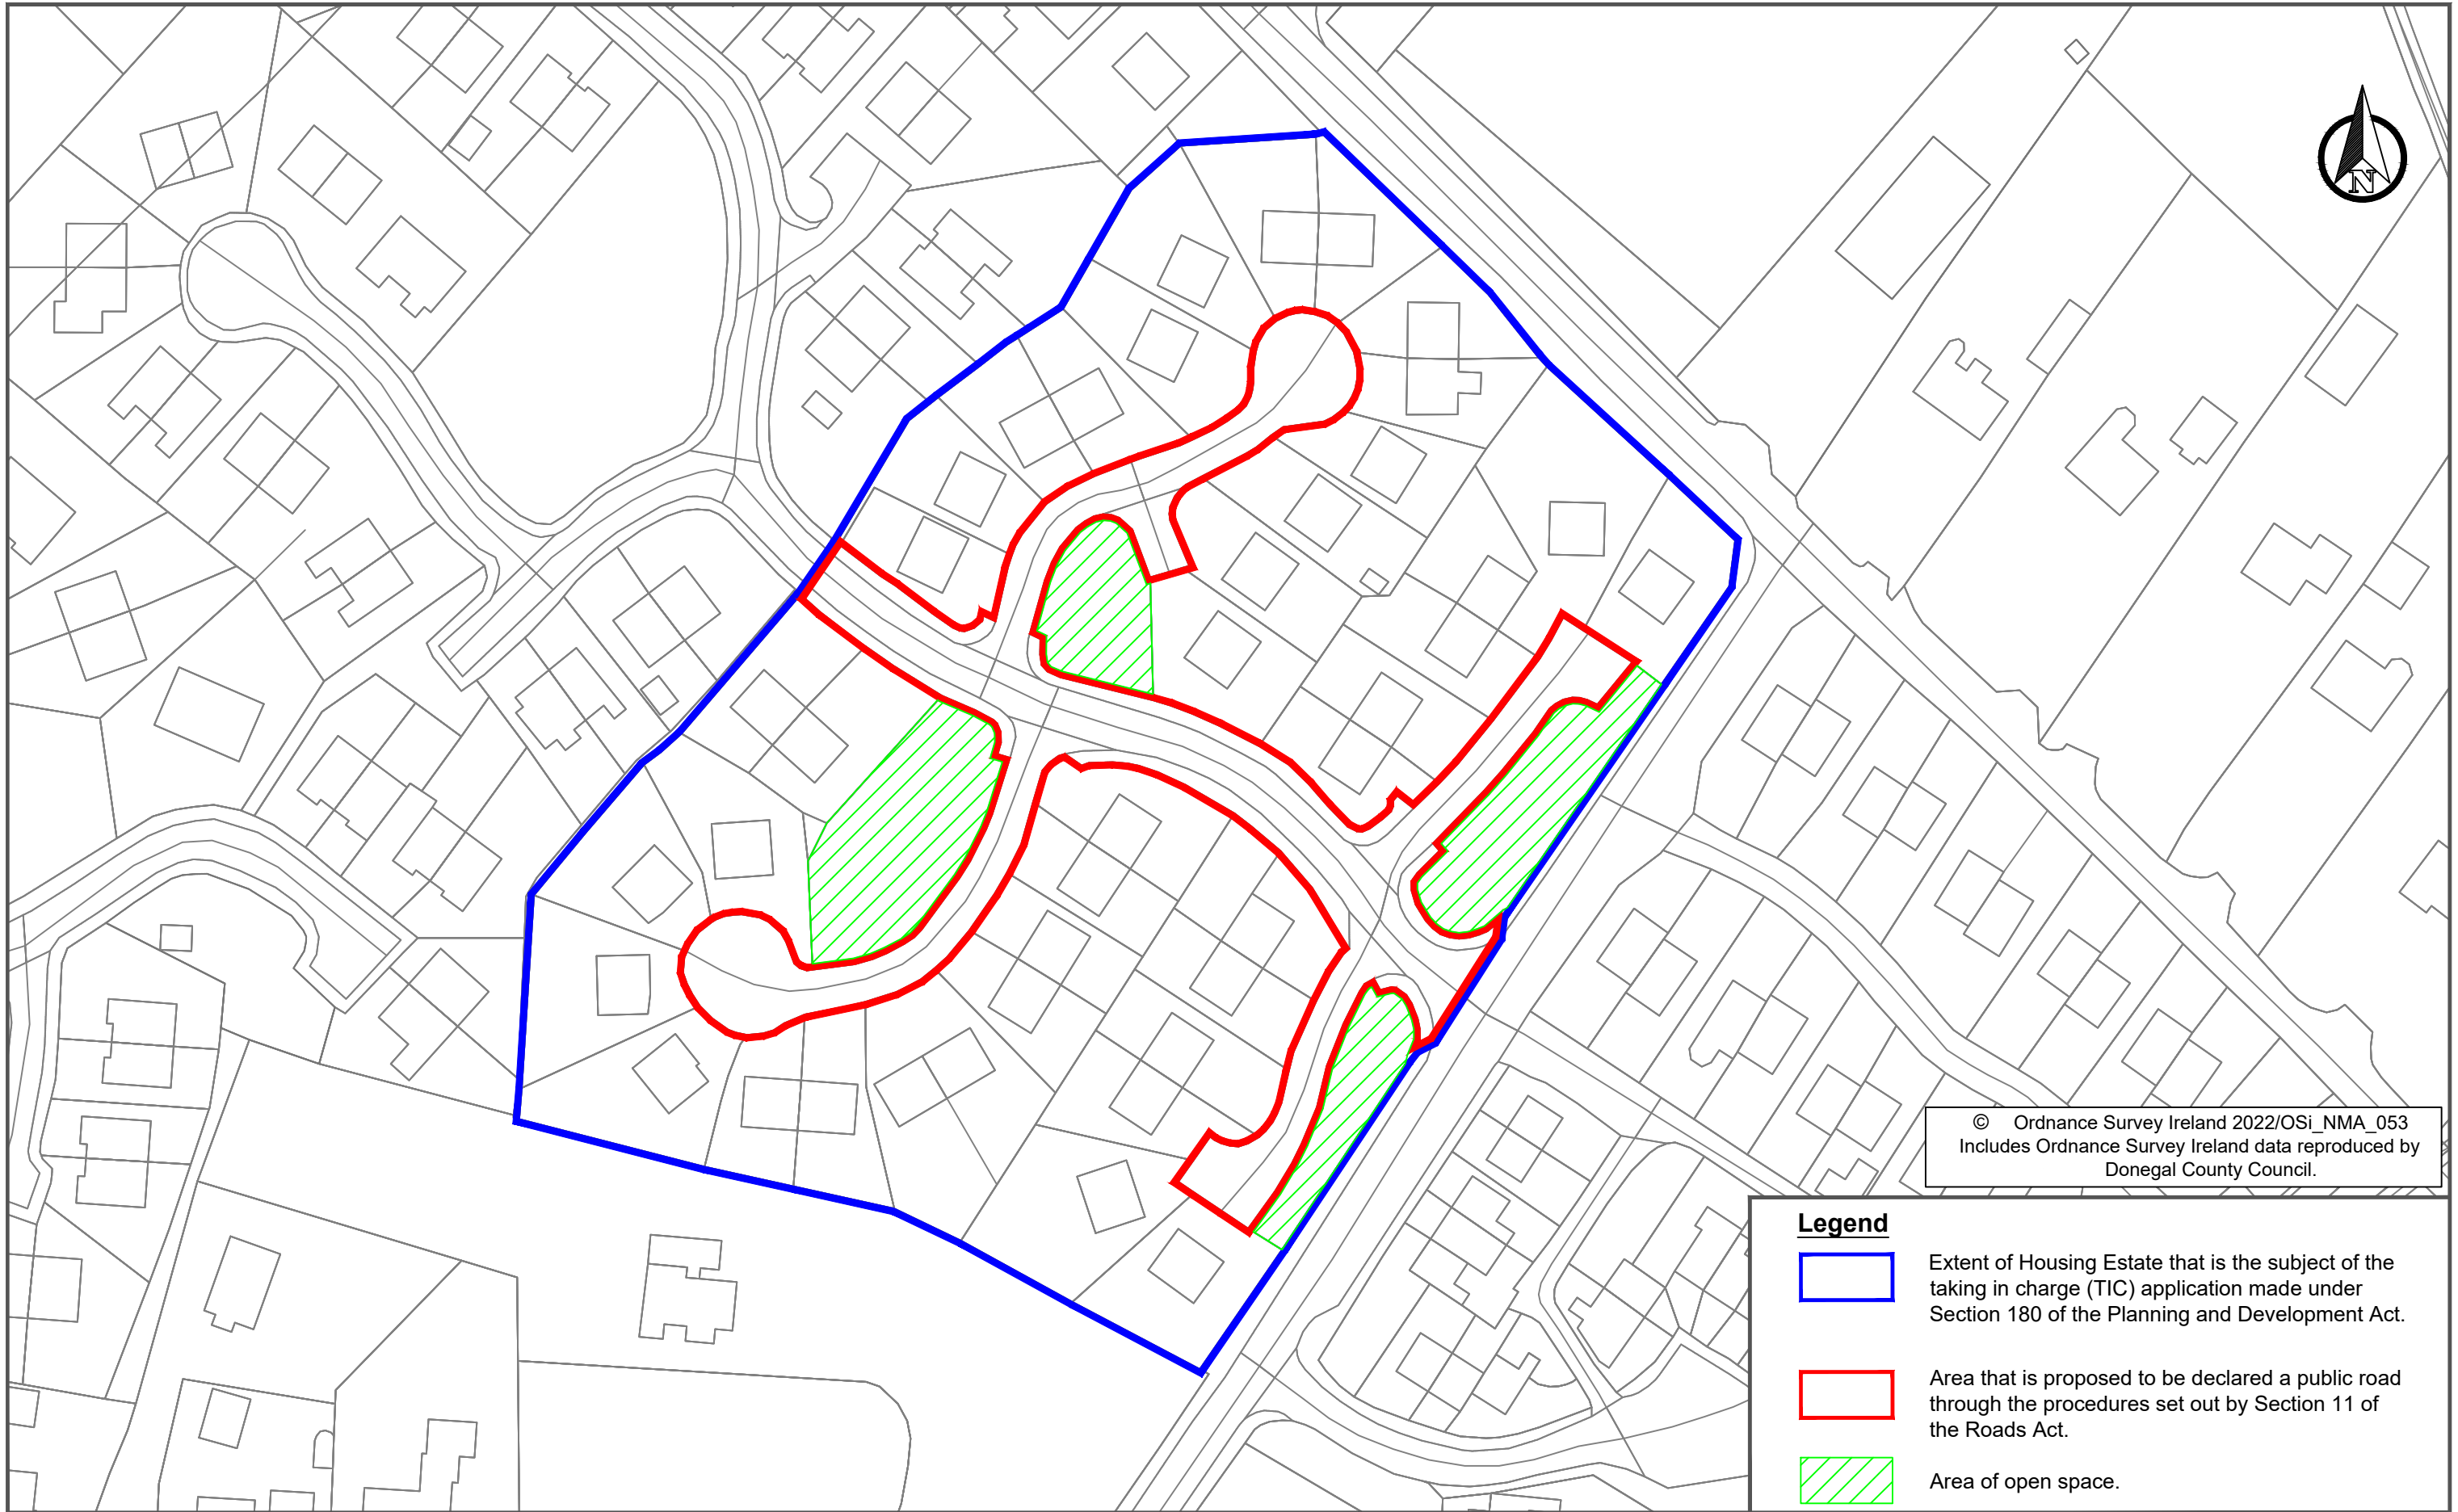 N
© Ordnance Survey Ireland 2022/OSi_NMA_053
Includes Ordnance Survey Ireland data reproduced by
Donegal County Council.
Legend
Extent of Housing Estate that is the subject of the
taking in charge (TIC) application made under
Section 180 of the Planning and Development Act.
Area that is proposed to be declared a public road
through the procedures set out by Section 11 of
the Roads Act.
Area of open space.